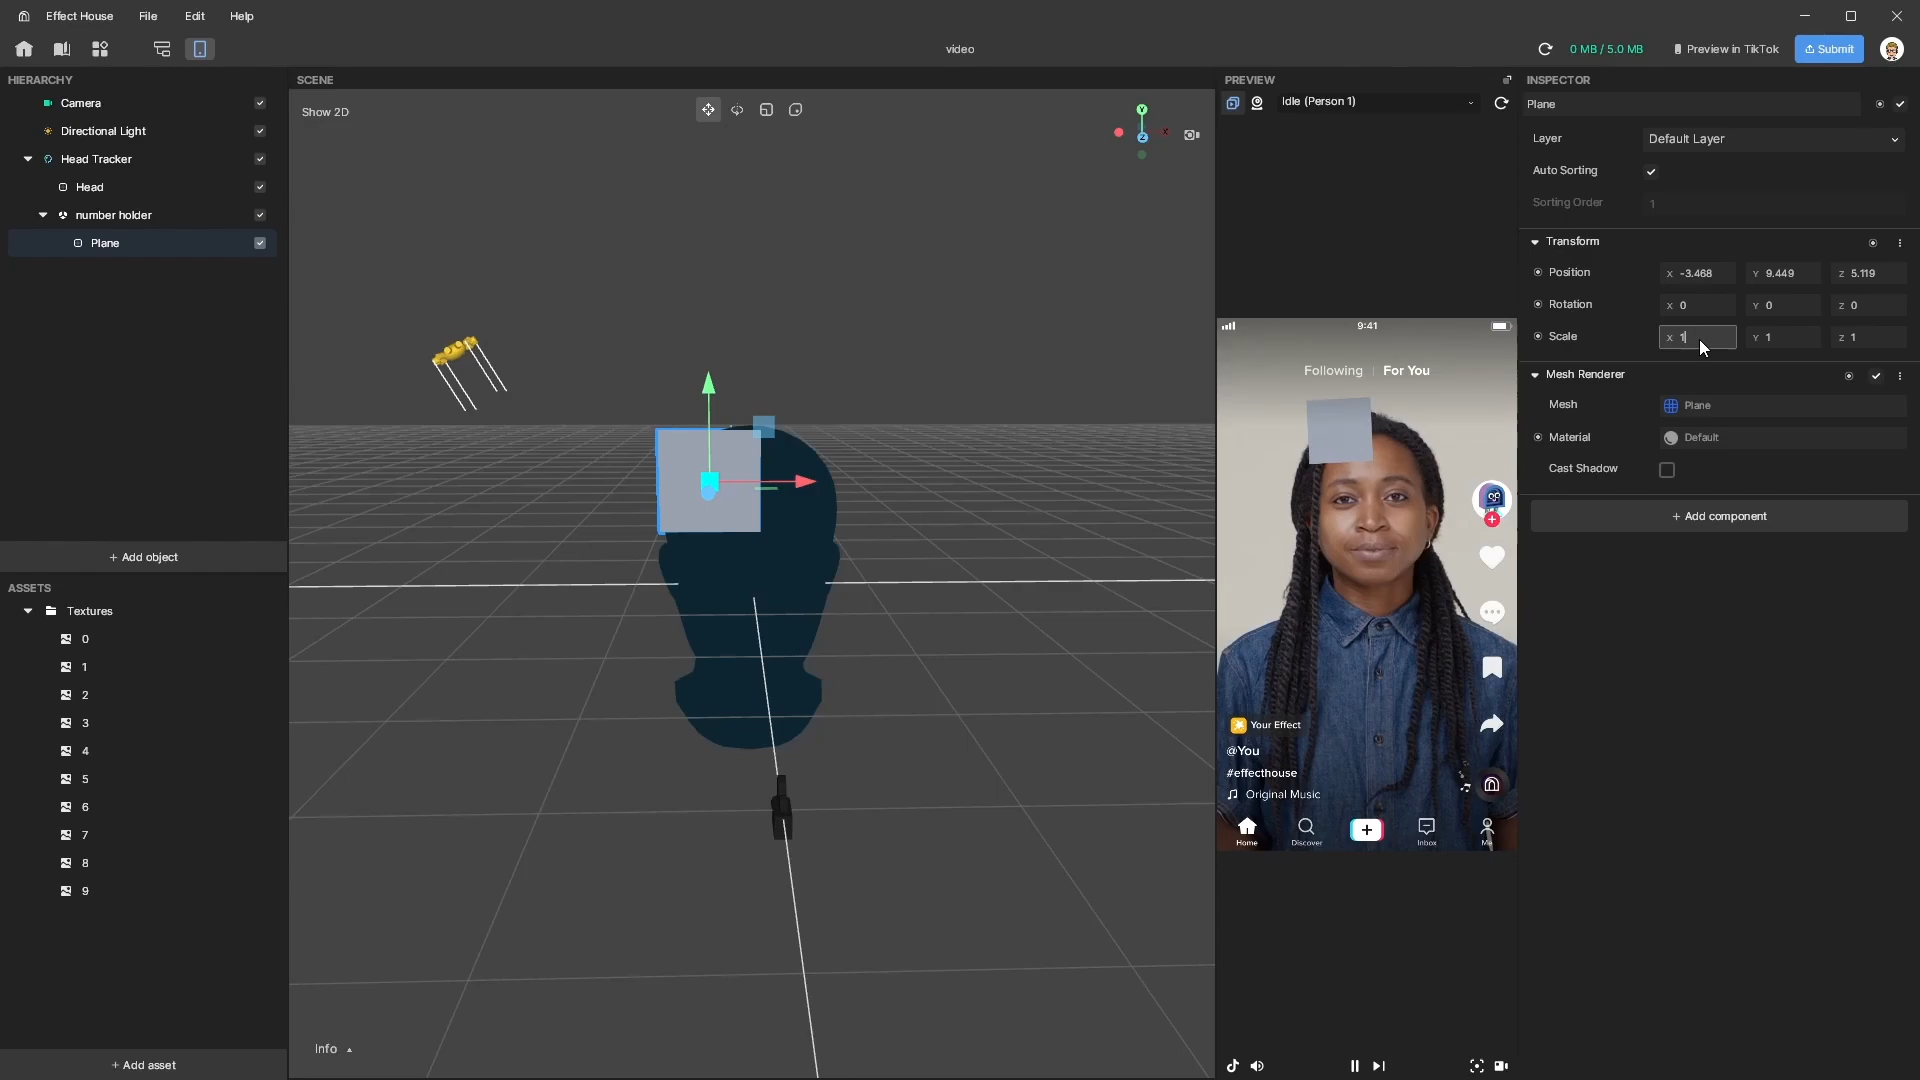 Effect House File Edit Help
video
0 MB / 5.0 MB
Preview in TikTok
Submit
HIERARCHY
Camera
Directional Light
Head Tracker
Head
number holder
Plane
+ Add object
ASSETS
Textures
0
1
2
3
4
5
6
7
8
9
+ Add asset
SCENE
Show 2D
Y
Z
X
Info
PREVIEW
Idle (Person 1)
9:41
Following For You
Your Effect
@You
#effecthouse
Original Music
Home Discover Inbox Me
INSPECTOR
Plane
Layer Default Layer
Auto Sorting
Sorting Order 1
Transform
Position X -3.468 Y 9.449 Z 5.119
Rotation X 0 Y 0 Z 0
Scale X 1 Y 1 Z 1
Mesh Renderer
Mesh Plane
Material Default
Cast Shadow
+ Add component